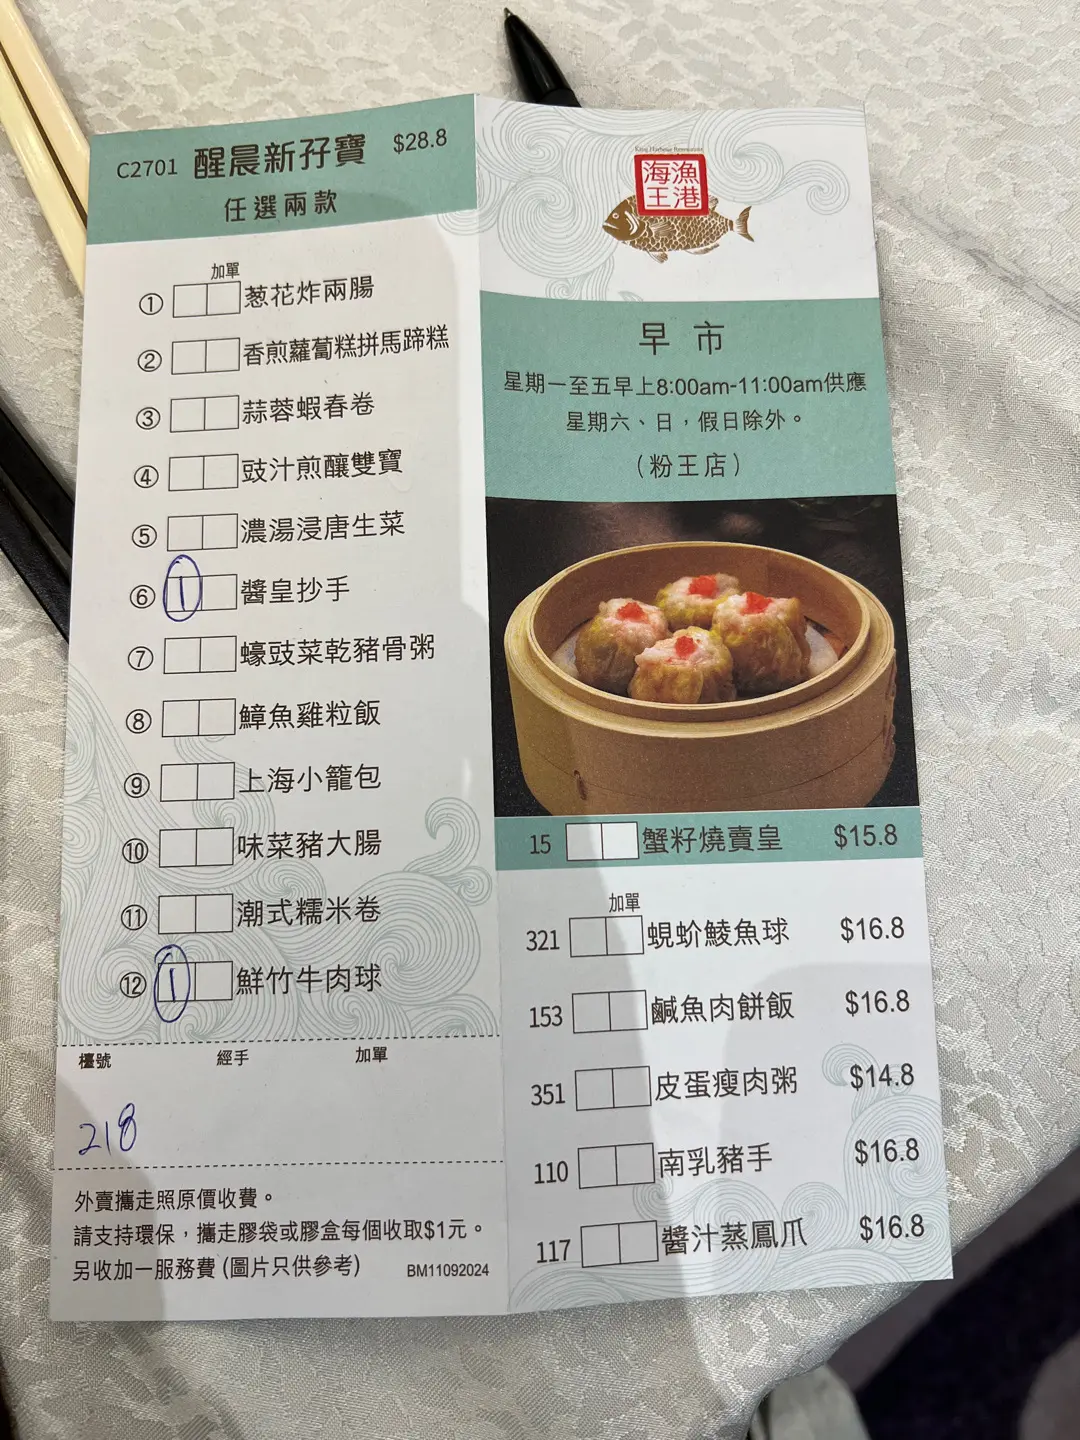 C2701 醒晨新孖寶 $28.8
任選兩款
加單
① 葱花炸兩腸
② 香煎蘿蔔糕拼馬蹄糕
③ 蒜蓉蝦春卷
④ 豉汁煎釀雙寶
⑤ 濃湯浸唐生菜
⑥ 1 醬皇抄手
⑦ 蠔豉菜乾豬骨粥
⑧ 鱆魚雞粒飯
⑨ 上海小籠包
⑩ 味菜豬大腸
⑪ 潮式糯米卷
⑫ 1 鮮竹牛肉球
檯號 經手 加單
218
外賣攜走照原價收費。
請支持環保，攜走膠袋或膠盒每個收取$1元。
另收加一服務費 (圖片只供參考) BM11092024
King Harbour Restaurant
海漁
王港
早市
星期一至五早上8:00am-11:00am供應
星期六、日，假日除外。
（粉王店）
15 蟹籽燒賣皇 $15.8
加單
321 蜆蚧鯪魚球 $16.8
153 鹹魚肉餅飯 $16.8
351 皮蛋瘦肉粥 $14.8
110 南乳豬手 $16.8
117 醬汁蒸鳳爪 $16.8